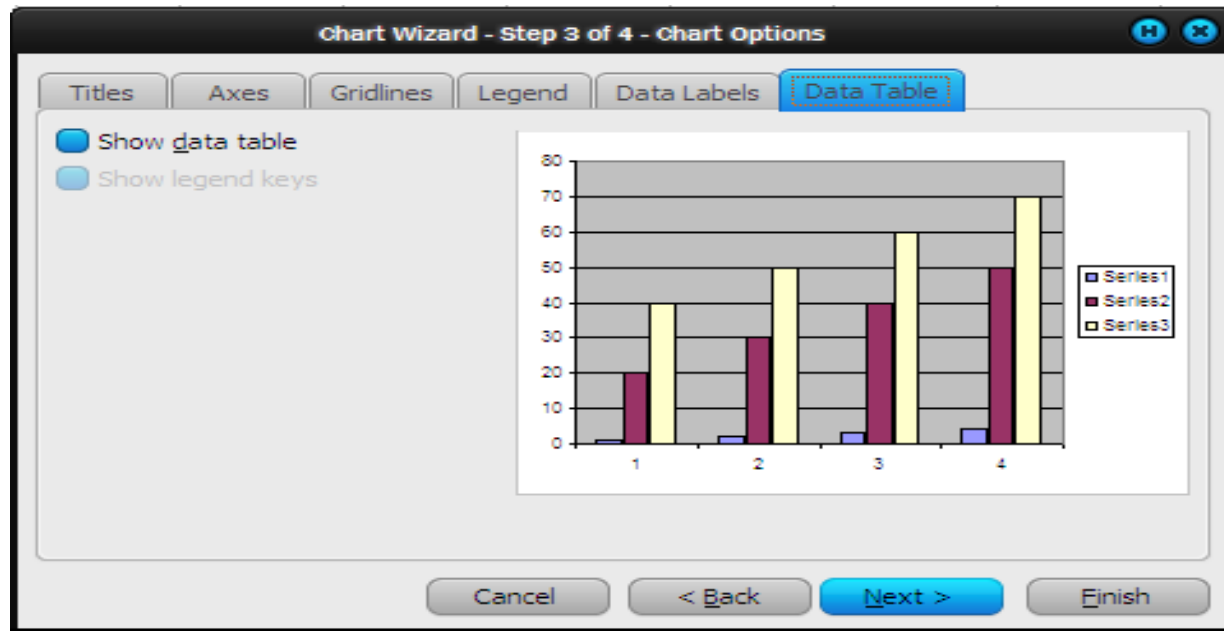 Chart Wizard - Step 3 of 4 - Chart Options
H
Titles Axes Gridlines Legend Data Labels Data Table
Show data table
Show legend keys
80
70
60
50
40
30
20
10
0
1 2 3 4
Series1
Series2
Series3
Cancel < Back Next > Finish